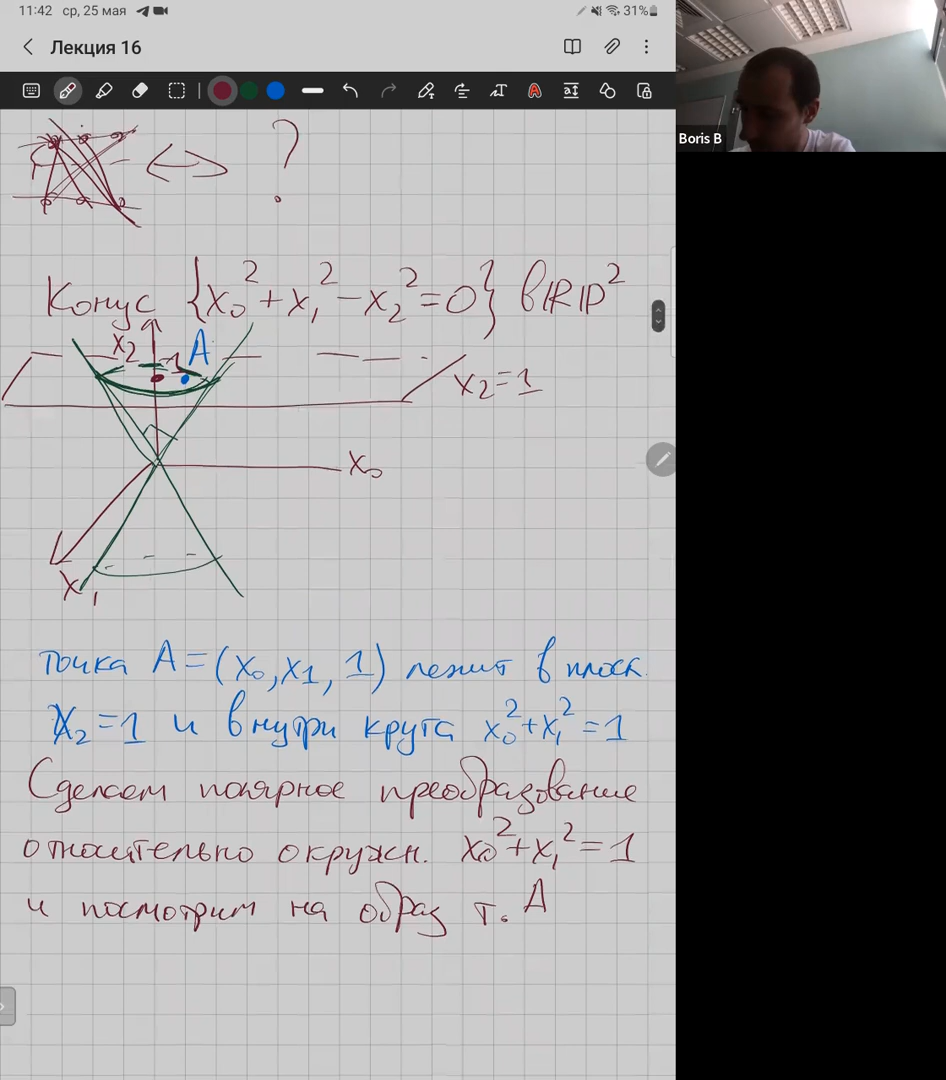 11:42 ср, 25 мая 31%
Лекция 16
Boris B
?
Конус {x₀² + x₁² - x₂² = 0} в RP²
x₂ 1 A
x₂ = 1
x₀
x₁
точка A = (x₀, x₁, 1) лежит в плоск.
x₂ = 1 и внутри круга x₀² + x₁² = 1
Сделаем полярное преобразование
относительно окружн. x₀² + x₁² = 1
и посмотрим на образ т. A